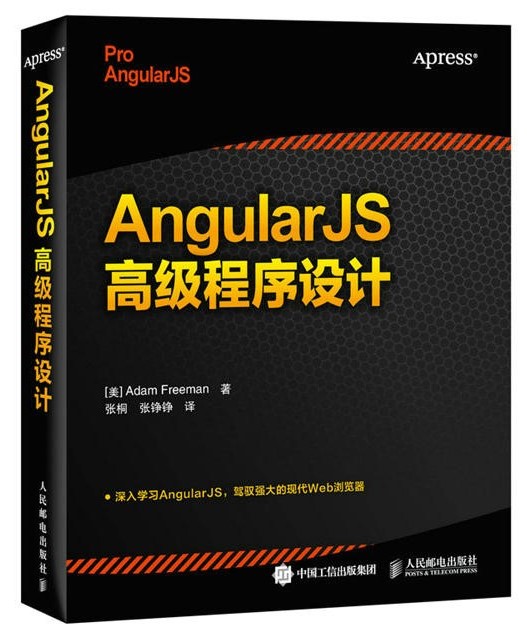 Apress®
AngularJS 高级程序设计
人民邮电出版社
Pro
AngularJS
Apress®
AngularJS
高级程序设计
[美] Adam Freeman 著
张桐 张铮铮 译
• 深入学习AngularJS，驾驭强大的现代Web浏览器
中国工信出版集团
人民邮电出版社
POSTS & TELECOM PRESS